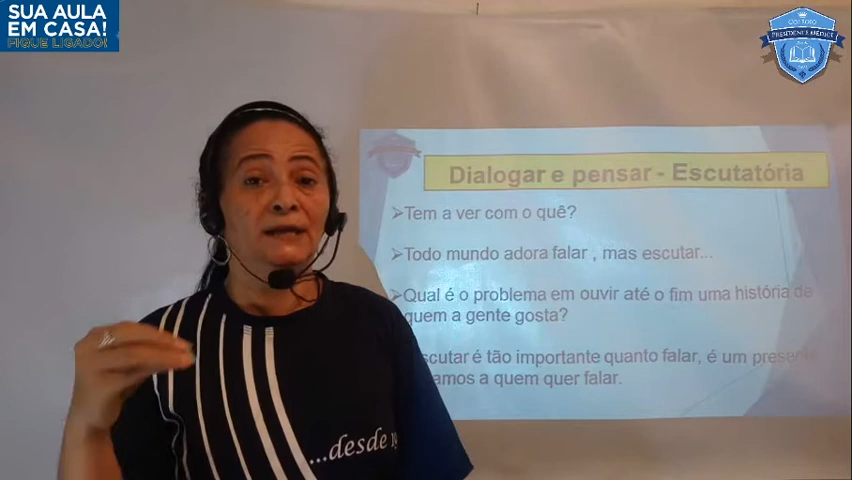 SUA AULA
EM CASA!
FIQUE LIGADO!
COLÉGIO
PRESIDENTE MÉDICI
Dialogar e pensar - Escutatória
Tem a ver com o quê?
Todo mundo adora falar , mas escutar...
Qual é o problema em ouvir até o fim uma história de
quem a gente gosta?
scutar é tão importante quanto falar, é um presente
amos a quem quer falar.
...desde